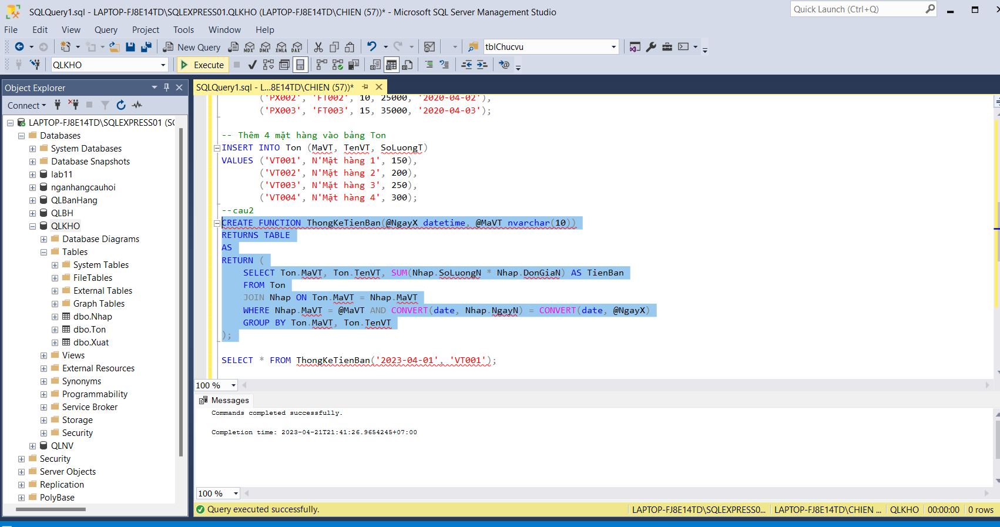 SQLQuery1.sql - LAPTOP-FJ8E14TD\SQLEXPRESS01.QLKHO (LAPTOP-FJ8E14TD\CHIEN (57))* - Microsoft SQL Server Management Studio
Quick Launch (Ctrl+Q)
File Edit View Query Project Tools Window Help
New Query MDX DMX XMLA DAX tblChucvu
QLKHO Execute
Object Explorer
Connect
LAPTOP-FJ8E14TD\SQLEXPRESS01 (SQ
Databases
System Databases
Database Snapshots
lab11
nganhangcauhoi
QLBanHang
QLBH
QLKHO
Database Diagrams
Tables
System Tables
FileTables
External Tables
Graph Tables
dbo.Nhap
dbo.Ton
dbo.Xuat
Views
External Resources
Synonyms
Programmability
Service Broker
Storage
Security
QLNV
Security
Server Objects
Replication
PolyBase
SQLQuery1.sql - L...8E14TD\CHIEN (57))*
('PX002', 'FT002', 10, 25000, '2020-04-02'),
('PX003', 'FT003', 15, 35000, '2020-04-03');
-- Thêm 4 mặt hàng vào bảng Ton
INSERT INTO Ton (MaVT, TenVT, SoLuongT)
VALUES ('VT001', N'Mặt hàng 1', 150),
('VT002', N'Mặt hàng 2', 200),
('VT003', N'Mặt hàng 3', 250),
('VT004', N'Mặt hàng 4', 300);
--cau2
CREATE FUNCTION ThongKeTienBan(@NgayX datetime, @MaVT nvarchar(10))
RETURNS TABLE
AS
RETURN (
SELECT Ton.MaVT, Ton.TenVT, SUM(Nhap.SoLuongN * Nhap.DonGiaN) AS TienBan
FROM Ton
JOIN Nhap ON Ton.MaVT = Nhap.MaVT
WHERE Nhap.MaVT = @MaVT AND CONVERT(date, Nhap.NgayN) = CONVERT(date, @NgayX)
GROUP BY Ton.MaVT, Ton.TenVT
);
SELECT * FROM ThongKeTienBan('2023-04-01', 'VT001');
100 %
Messages
Commands completed successfully.
Completion time: 2023-04-21T21:41:26.9654245+07:00
100 %
Query executed successfully. LAPTOP-FJ8E14TD\SQLEXPRESS0... LAPTOP-FJ8E14TD\CHIEN ... QLKHO 00:00:00 0 rows